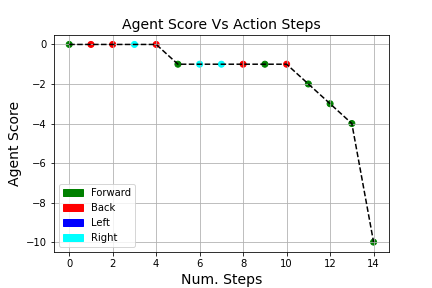 Agent Score Vs Action Steps
Agent Score
0
−2
−4
−6
−8
−10
Forward
Back
Left
Right
0 2 4 6 8 10 12 14
Num. Steps